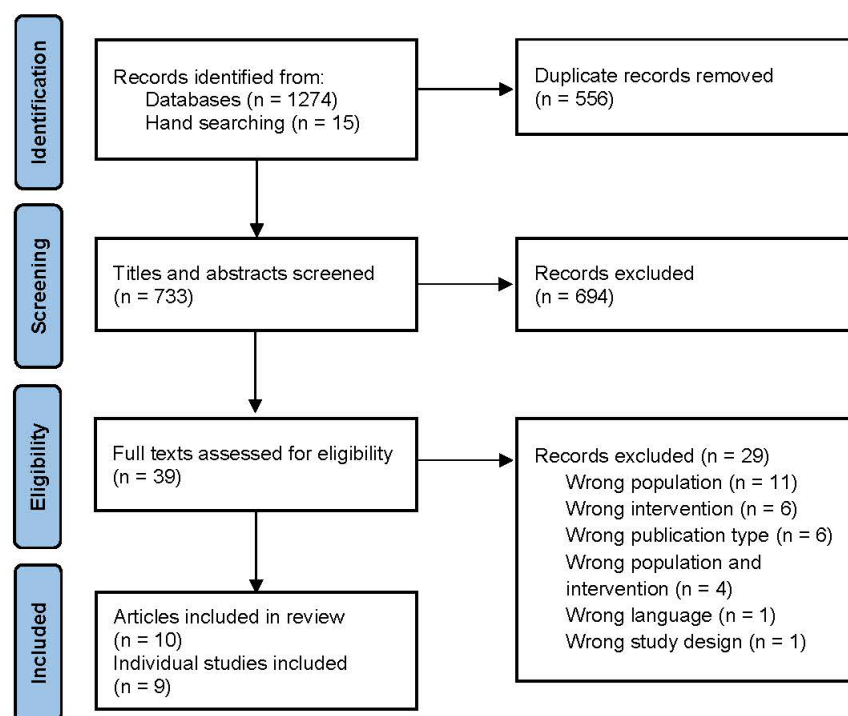 Identification
Records identified from:
Databases (n = 1274)
Hand searching (n = 15)
Duplicate records removed
(n = 556)
Screening
Titles and abstracts screened
(n = 733)
Records excluded
(n = 694)
Eligibility
Full texts assessed for eligibility
(n = 39)
Records excluded (n = 29)
Wrong population (n = 11)
Wrong intervention (n = 6)
Wrong publication type (n = 6)
Wrong population and
intervention (n = 4)
Wrong language (n = 1)
Wrong study design (n = 1)
Included
Articles included in review
(n = 10)
Individual studies included
(n = 9)